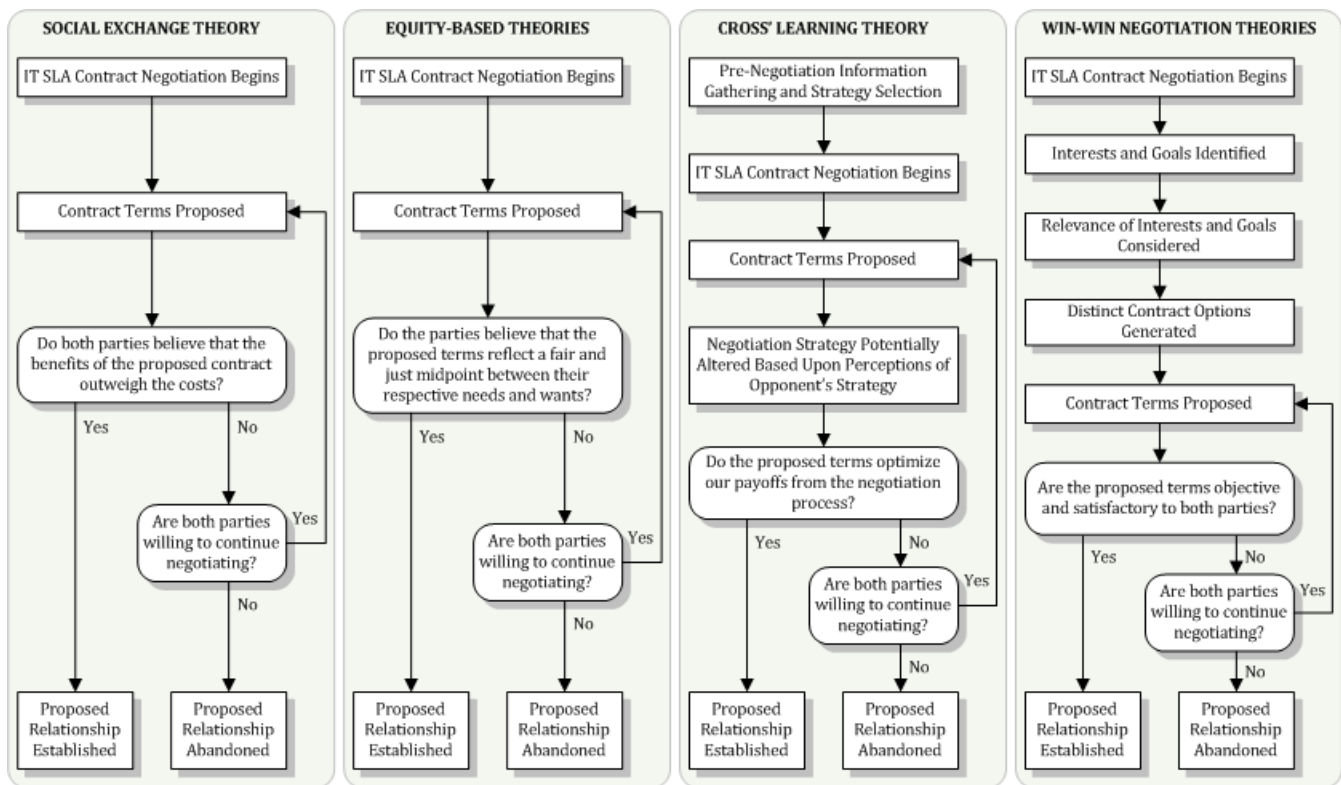 SOCIAL EXCHANGE THEORY
IT SLA Contract Negotiation Begins
Contract Terms Proposed
Do both parties believe that the
benefits of the proposed contract
outweigh the costs?
Yes
No
Are both parties
willing to continue
negotiating?
Yes
No
Proposed
Relationship
Established
Proposed
Relationship
Abandoned
EQUITY-BASED THEORIES
IT SLA Contract Negotiation Begins
Contract Terms Proposed
Do the parties believe that the
proposed terms reflect a fair and
just midpoint between their
respective needs and wants?
Yes
No
Are both parties
willing to continue
negotiating?
Yes
No
Proposed
Relationship
Established
Proposed
Relationship
Abandoned
CROSS' LEARNING THEORY
Pre-Negotiation Information
Gathering and Strategy Selection
IT SLA Contract Negotiation Begins
Contract Terms Proposed
Negotiation Strategy Potentially
Altered Based Upon Perceptions of
Opponent's Strategy
Do the proposed terms optimize
our payoffs from the negotiation
process?
Yes
No
Are both parties
willing to continue
negotiating?
Yes
No
Proposed
Relationship
Established
Proposed
Relationship
Abandoned
WIN-WIN NEGOTIATION THEORIES
IT SLA Contract Negotiation Begins
Interests and Goals Identified
Relevance of Interests and Goals
Considered
Distinct Contract Options
Generated
Contract Terms Proposed
Are the proposed terms objective
and satisfactory to both parties?
Yes
No
Are both parties
willing to continue
negotiating?
Yes
No
Proposed
Relationship
Established
Proposed
Relationship
Abandoned